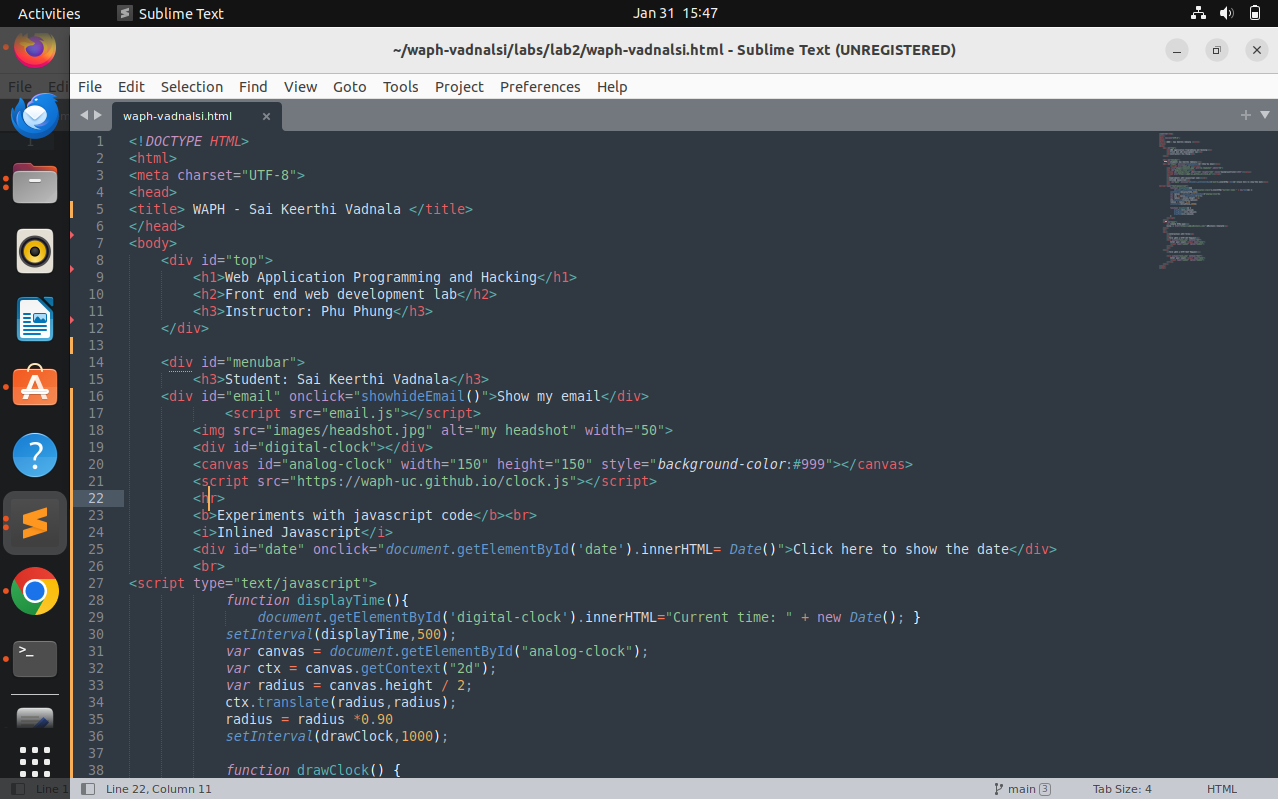 Activities Sublime Text Jan 31 15:47
~/waph-vadnalsi/labs/lab2/waph-vadnalsi.html - Sublime Text (UNREGISTERED)
File Edi File Edit Selection Find View Goto Tools Project Preferences Help
waph-vadnalsi.html ×
1 <!DOCTYPE HTML>
2 <html>
3 <meta charset="UTF-8">
4 <head>
5 <title> WAPH - Sai Keerthi Vadnala </title>
6 </head>
7 <body>
8 <div id="top">
9 <h1>Web Application Programming and Hacking</h1>
10 <h2>Front end web development lab</h2>
11 <h3>Instructor: Phu Phung</h3>
12 </div>
13
14 <div id="menubar">
15 <h3>Student: Sai Keerthi Vadnala</h3>
16 <div id="email" onclick="showhideEmail()">Show my email</div>
17 <script src="email.js"></script>
18 <img src="images/headshot.jpg" alt="my headshot" width="50">
19 <div id="digital-clock"></div>
20 <canvas id="analog-clock" width="150" height="150" style="background-color:#999"></canvas>
21 <script src="https://waph-uc.github.io/clock.js"></script>
22 <hr>
23 <b>Experiments with javascript code</b><br>
24 <i>Inlined Javascript</i>
25 <div id="date" onclick="document.getElementById('date').innerHTML= Date()">Click here to show the date</div>
26 <br>
27 <script type="text/javascript">
28 function displayTime(){
29 document.getElementById('digital-clock').innerHTML="Current time: " + new Date(); }
30 setInterval(displayTime,500);
31 var canvas = document.getElementById("analog-clock");
32 var ctx = canvas.getContext("2d");
33 var radius = canvas.height / 2;
34 ctx.translate(radius,radius);
35 radius = radius *0.90
36 setInterval(drawClock,1000);
37
38 function drawClock() {
Line 1 Line 22, Column 11 main 3 Tab Size: 4 HTML